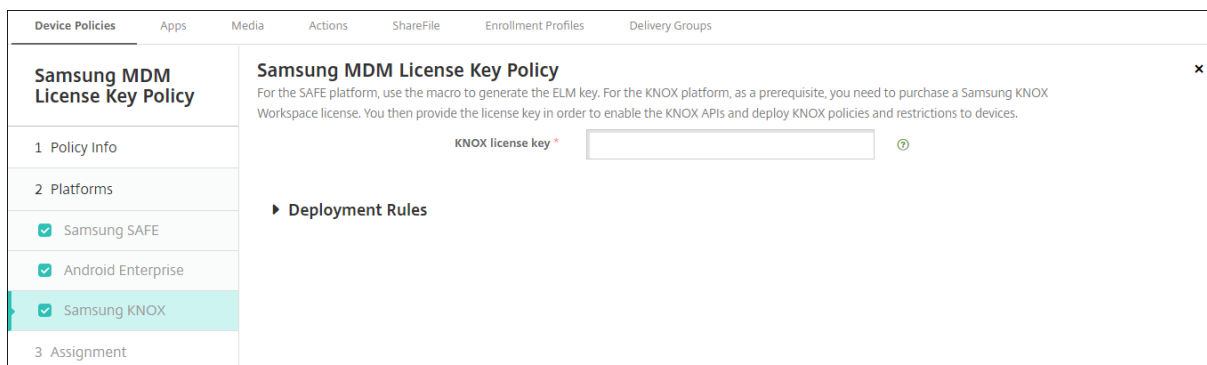 Device Policies Apps Media Actions ShareFile Enrollment Profiles Delivery Groups
Samsung MDM
License Key Policy
1 Policy Info
2 Platforms
Samsung SAFE
Android Enterprise
Samsung KNOX
3 Assignment
Samsung MDM License Key Policy
For the SAFE platform, use the macro to generate the ELM key. For the KNOX platform, as a prerequisite, you need to purchase a Samsung KNOX
Workspace license. You then provide the license key in order to enable the KNOX APIs and deploy KNOX policies and restrictions to devices.
KNOX license key *
Deployment Rules